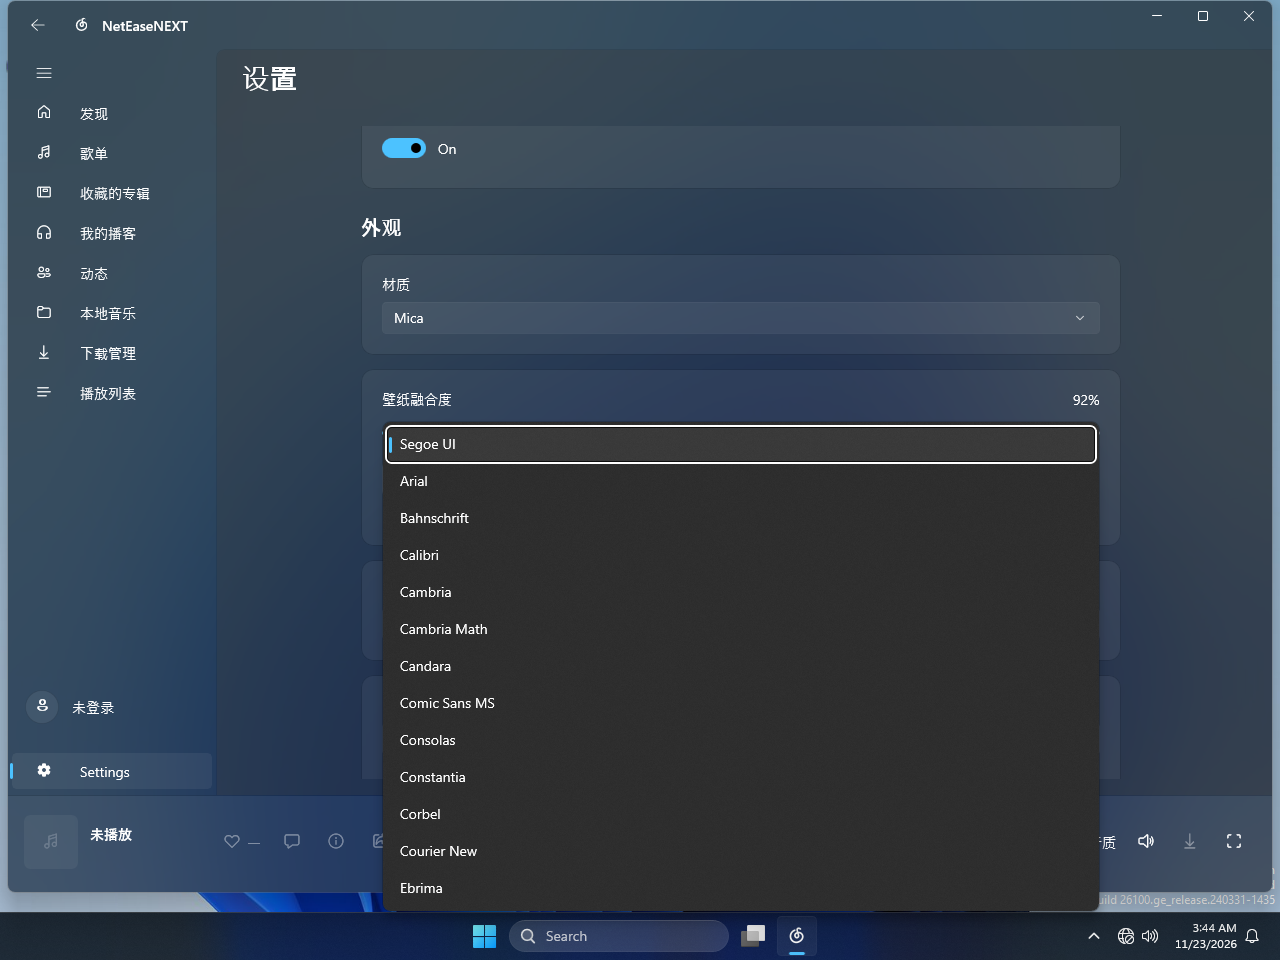 NetEaseNEXT
设置
发现
歌单
收藏的专辑
我的播客
动态
本地音乐
下载管理
播放列表
未登录
Settings
On
外观
材质
Mica
壁纸融合度
92%
Segoe UI
Arial
Bahnschrift
Calibri
Cambria
Cambria Math
Candara
Comic Sans MS
Consolas
Constantia
Corbel
Courier New
Ebrima
未播放
—
质
26100.ge_release.240331-1435
Search
3:44 AM
11/23/2026